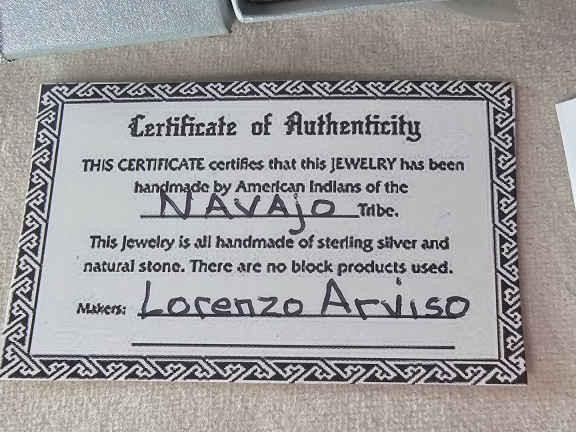 Certificate of Authenticity
THIS CERTIFICATE certifies that this JEWELRY has been
handmade by American Indians of the
NAVAJO Tribe.
This Jewelry is all handmade of sterling silver and
natural stone. There are no block products used.
Makers: Lorenzo Arviso